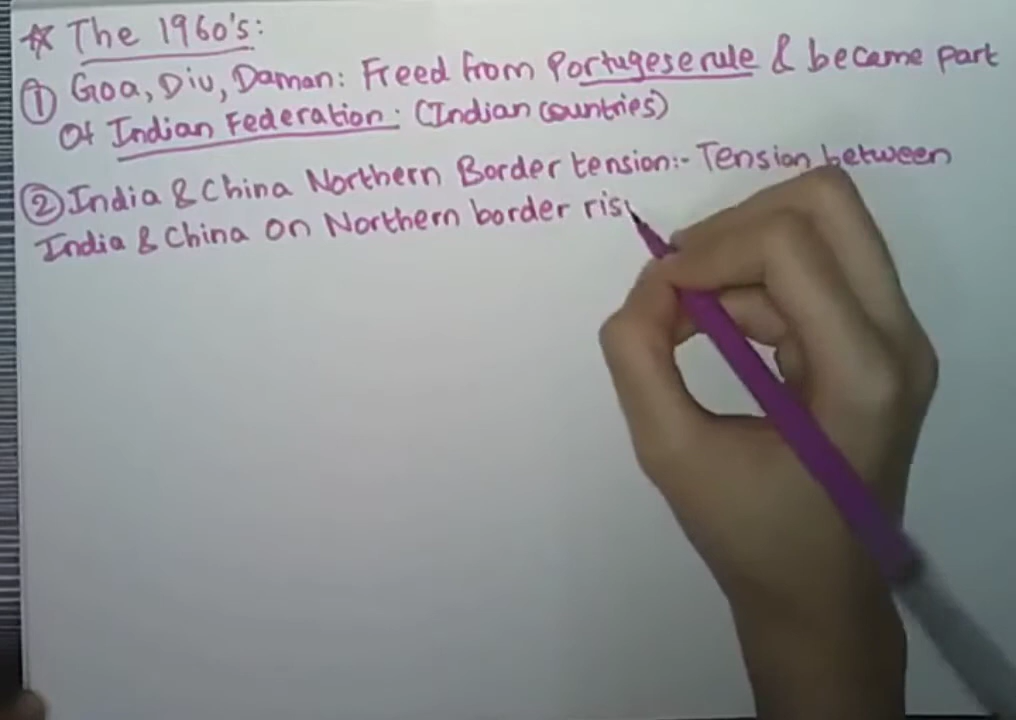 ☆ The 1960's:
① Goa, Diu, Daman: Freed from Portugese rule & became part
Of Indian Federation: (Indian countries)
② India & China Northern Border tension:- Tension between
India & China on Northern border ris